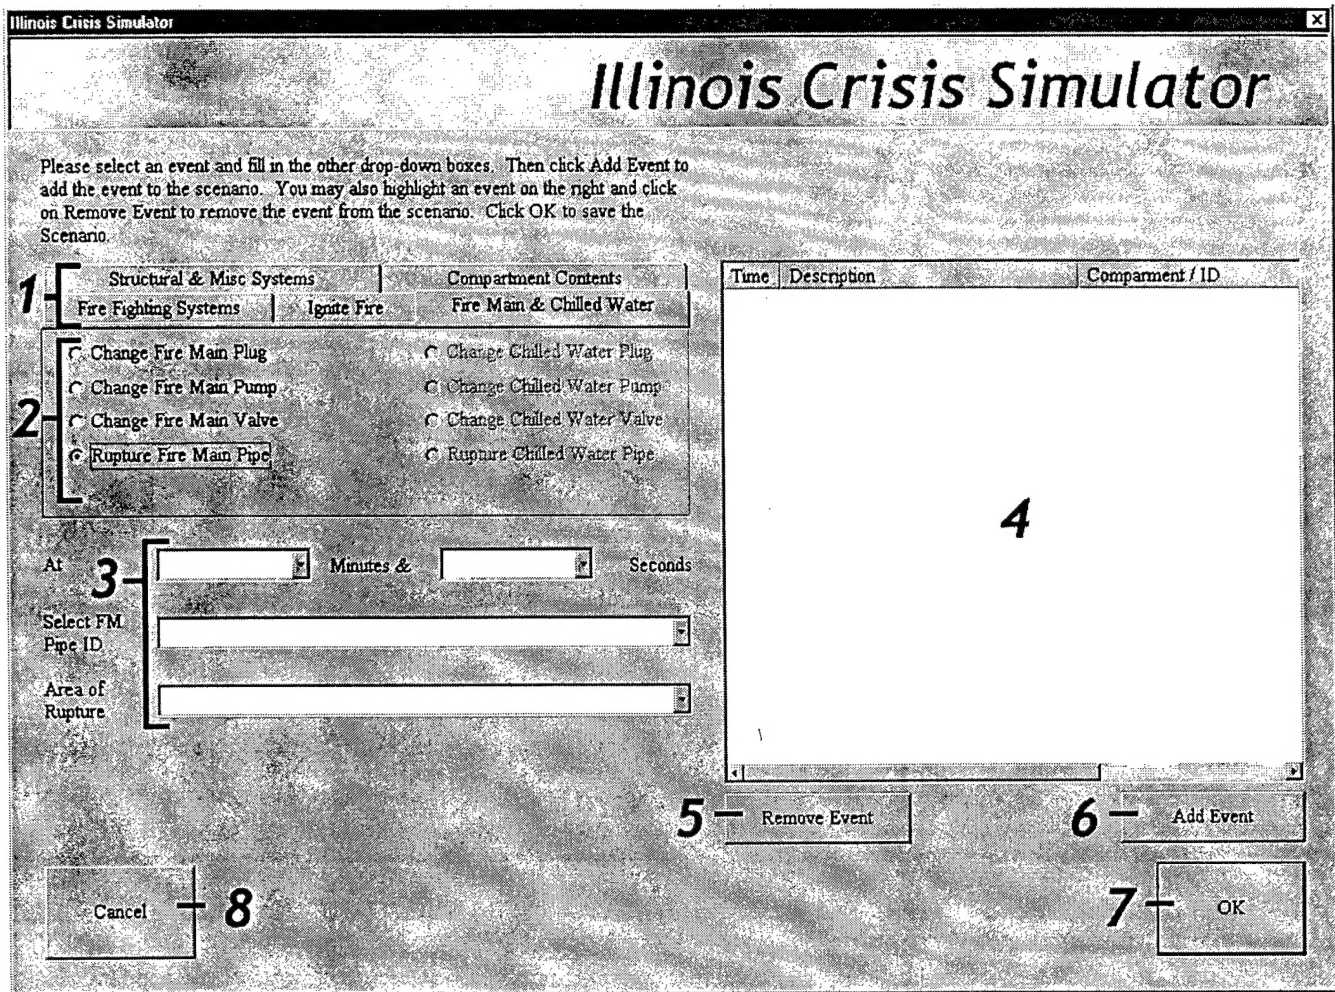 Illinois Crisis Simulator
Illinois Crisis Simulator
Please select an event and fill in the other drop-down boxes. Then click Add Event to
add the event to the scenario. You may also highlight an event on the right and click
on Remove Event to remove the event from the scenario. Click OK to save the
Scenario.
1
Structural & Misc Systems Compartment Contents
Fire Fighting Systems Ignite Fire Fire Main & Chilled Water
2
Change Fire Main Plug Change Chilled Water Plug
Change Fire Main Pump Change Chilled Water Pump
Change Fire Main Valve Change Chilled Water Valve
Rupture Fire Main Pipe Rupture Chilled Water Pipe
At 3 Minutes & Seconds
Select FM
Pipe ID
Area of
Rupture
Time Description Comparment / ID
4
5 Remove Event 6 Add Event
Cancel 8 7 OK